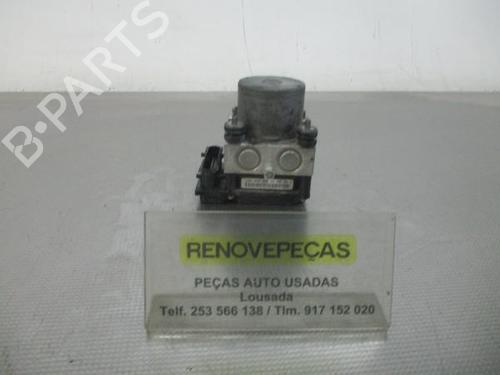 B-PARTS
RENOVEPEÇAS
PEÇAS AUTO USADAS
Lousada
Telf. 253 566 138 / Tlm. 917 152 020